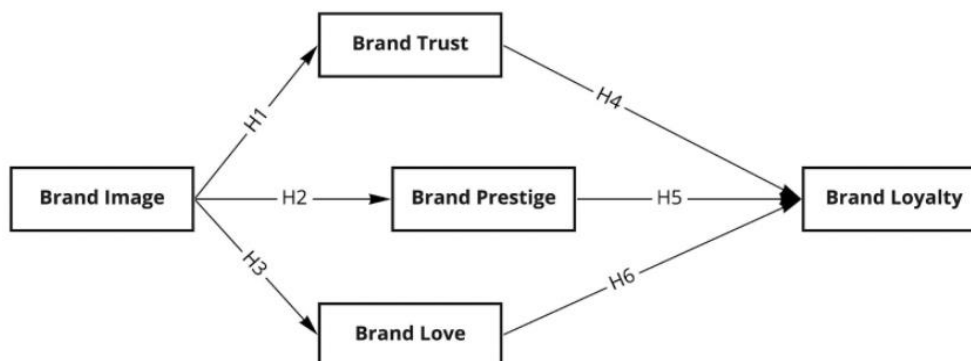 Brand Trust
H1
H4
Brand Image
H2
Brand Prestige
H5
Brand Loyalty
H3
H6
Brand Love